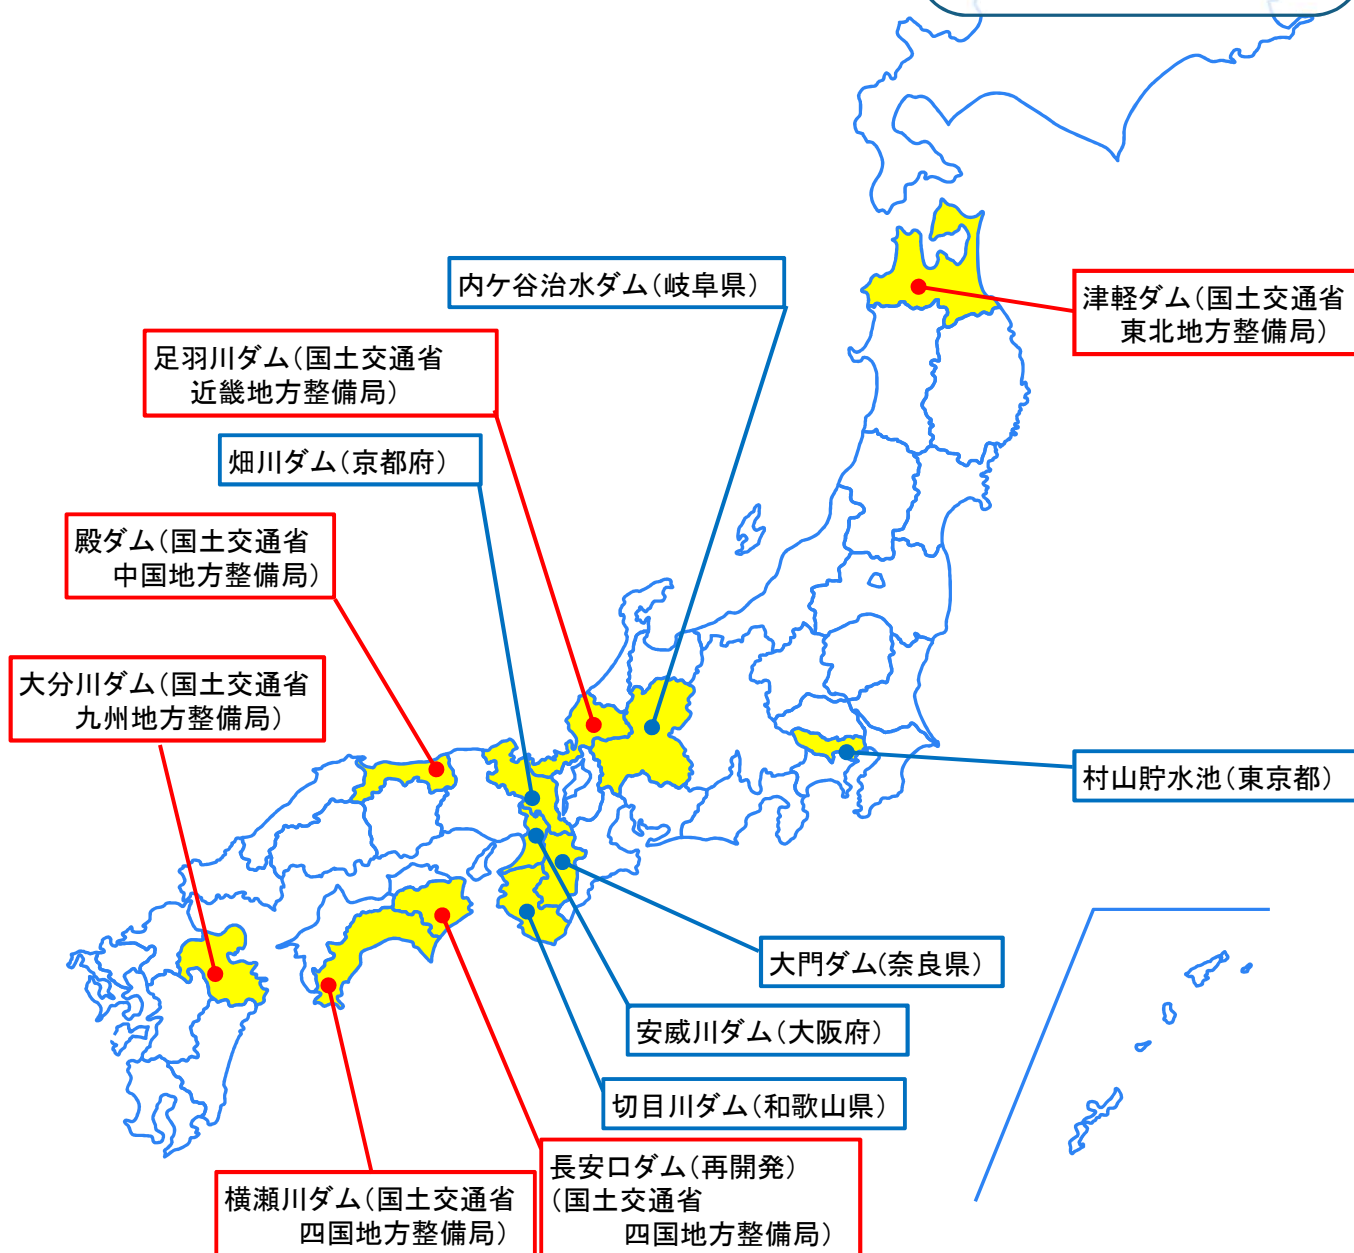 内ケ谷治水ダム（岐阜県）
津軽ダム（国土交通省
東北地方整備局）
足羽川ダム（国土交通省
近畿地方整備局）
畑川ダム（京都府）
殿ダム（国土交通省
中国地方整備局）
大分川ダム（国土交通省
九州地方整備局）
村山貯水池（東京都）
大門ダム(奈良県）
安威川ダム（大阪府）
切目川ダム（和歌山県）
長安口ダム（再開発）
（国土交通省
四国地方整備局）
横瀬川ダム（国土交通省
四国地方整備局）